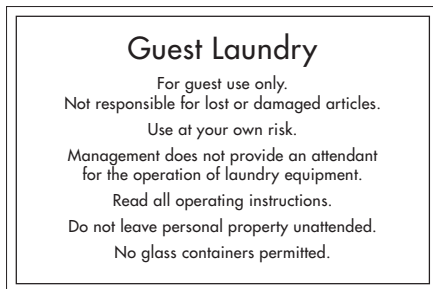 Guest Laundry
For guest use only.
Not responsible for lost or damaged articles.
Use at your own risk.
Management does not provide an attendant
for the operation of laundry equipment.
Read all operating instructions.
Do not leave personal property unattended.
No glass containers permitted.